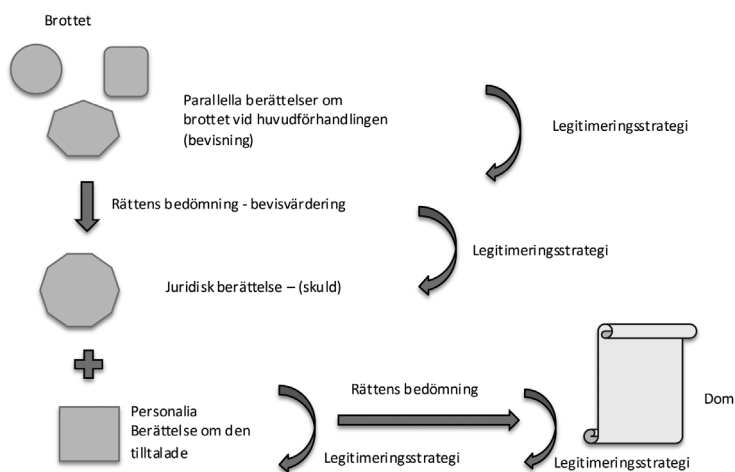 Brottet
Parallella berättelser om
brottet vid huvudförhandlingen
(bevisning)
Legitimeringsstrategi
Rättens bedömning - bevisvärdering
Legitimeringsstrategi
Juridisk berättelse – (skuld)
Personalia
Berättelse om den
tilltalade
Rättens bedömning
Legitimeringsstrategi
Dom
Legitimeringsstrategi